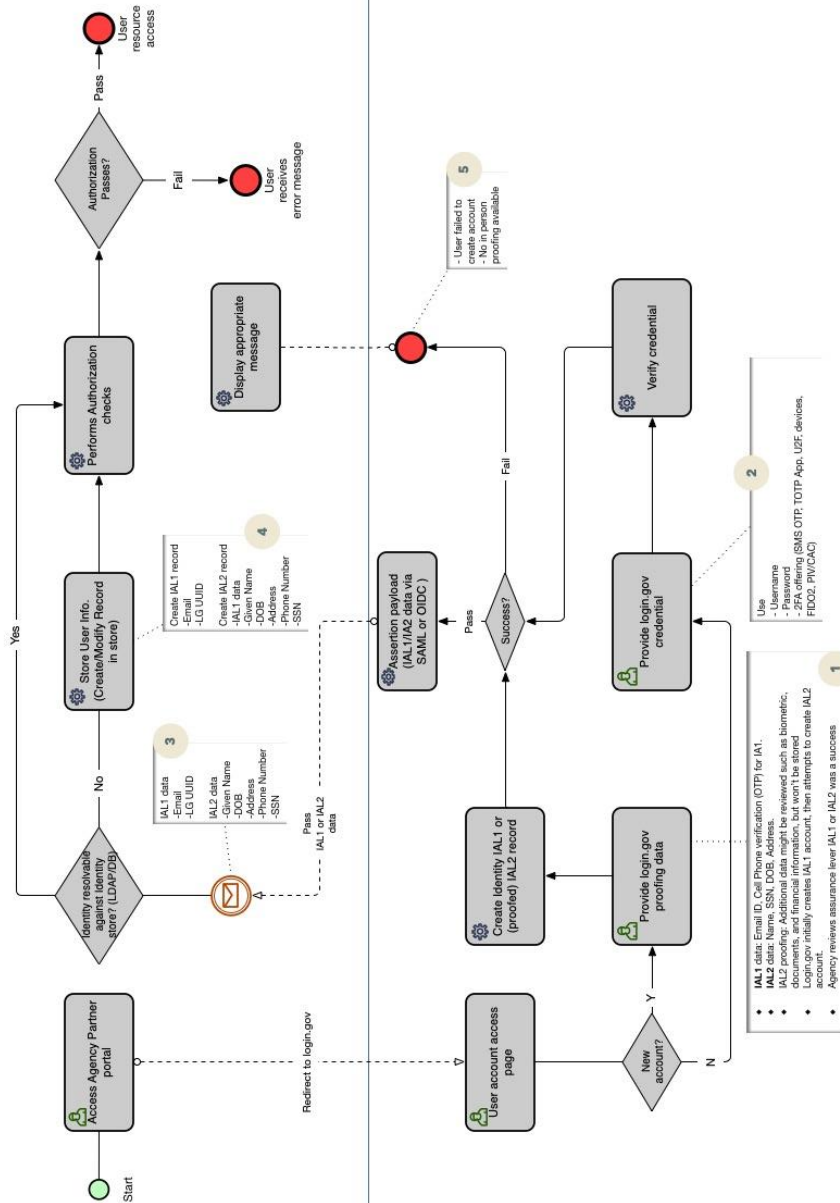 Start
Access Agency Partner
portal
Redirect to login.gov
Identity resolvable
against Identity
store? (LDAP/DB)
Yes
No
IAL1 data
-Email
-LG UUID
IAL2 data
-Given Name
-DOB
-Address
-Phone Number
-SSN
3
Store User Info.
(Create/Modify Record
in store)
Create IAL1 record
-Email
-LG UUID
Create IAL2 record
-IAL1 data
-Given Name
-DOB
-Address
-Phone Number
-SSN
4
Performs Authorization
checks
Authorization
Passes?
Pass
User
resource
access
Fail
User
receives
error message
Display appropriate
message
Pass
IAL1 or IAL2
data
User account access
page
New
account?
Y
N
Provide login.gov
proofing data
Create Identity IAL1 or
(proofed) IAL2 record
Assertion payload
(IAL1/IA2 data via
SAML or OIDC )
Success?
Pass
Fail
- User failed to
create account
- No in person
proofing available
5
Provide login.gov
credential
Verify credential
• IAL1 data: Email ID, Cell Phone verification (OTP) for IA1.
• IAL2 data: Name, SSN, DOB, Address.
• IAL2 proofing: Additional data might be reviewed such as biometric,
documents, and financial information, but won't be stored
• Login.gov initially creates IAL1 account, then attempts to create IAL2
account.
• Agency reviews assurance lever IAL1 or IAL2 was a success
1
Use
- Username
- Password
- 2FA offering (SMS OTP, TOTP App, U2F, devices,
FIDO2, PIV/CAC)
2